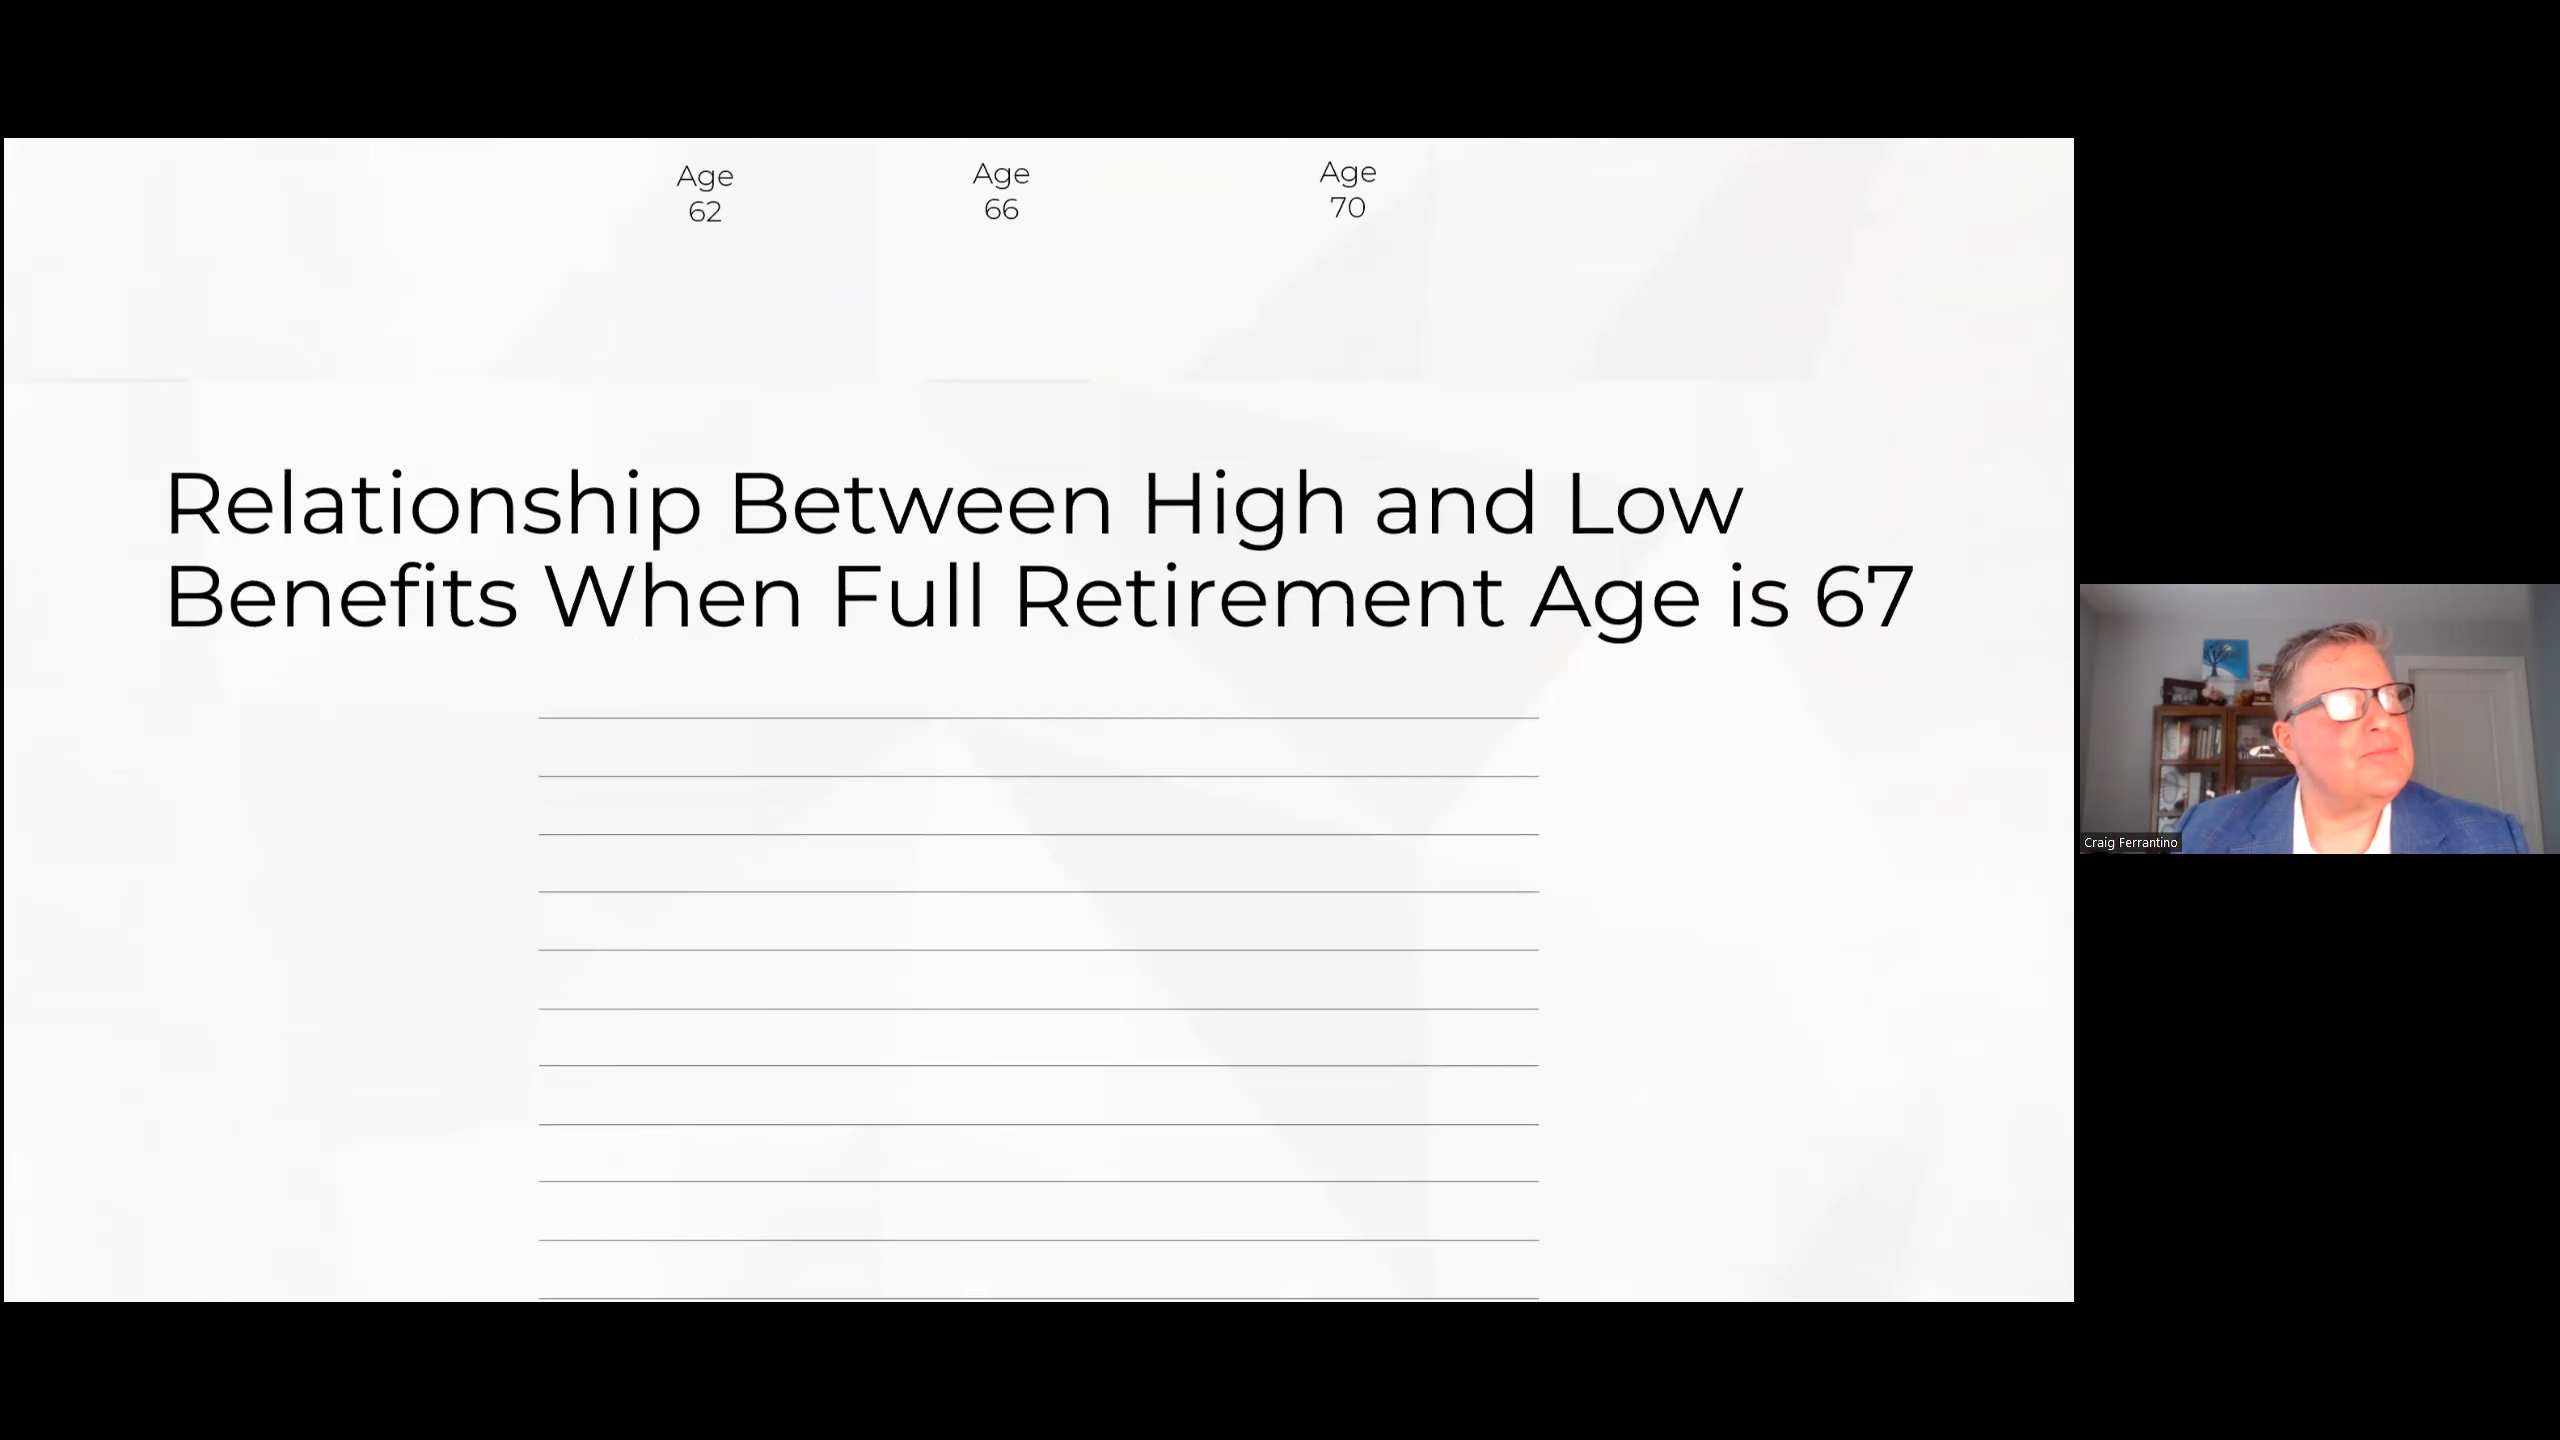 Age
62
Age
66
Age
70
Relationship Between High and Low
Benefits When Full Retirement Age is 67
Craig Ferrantino